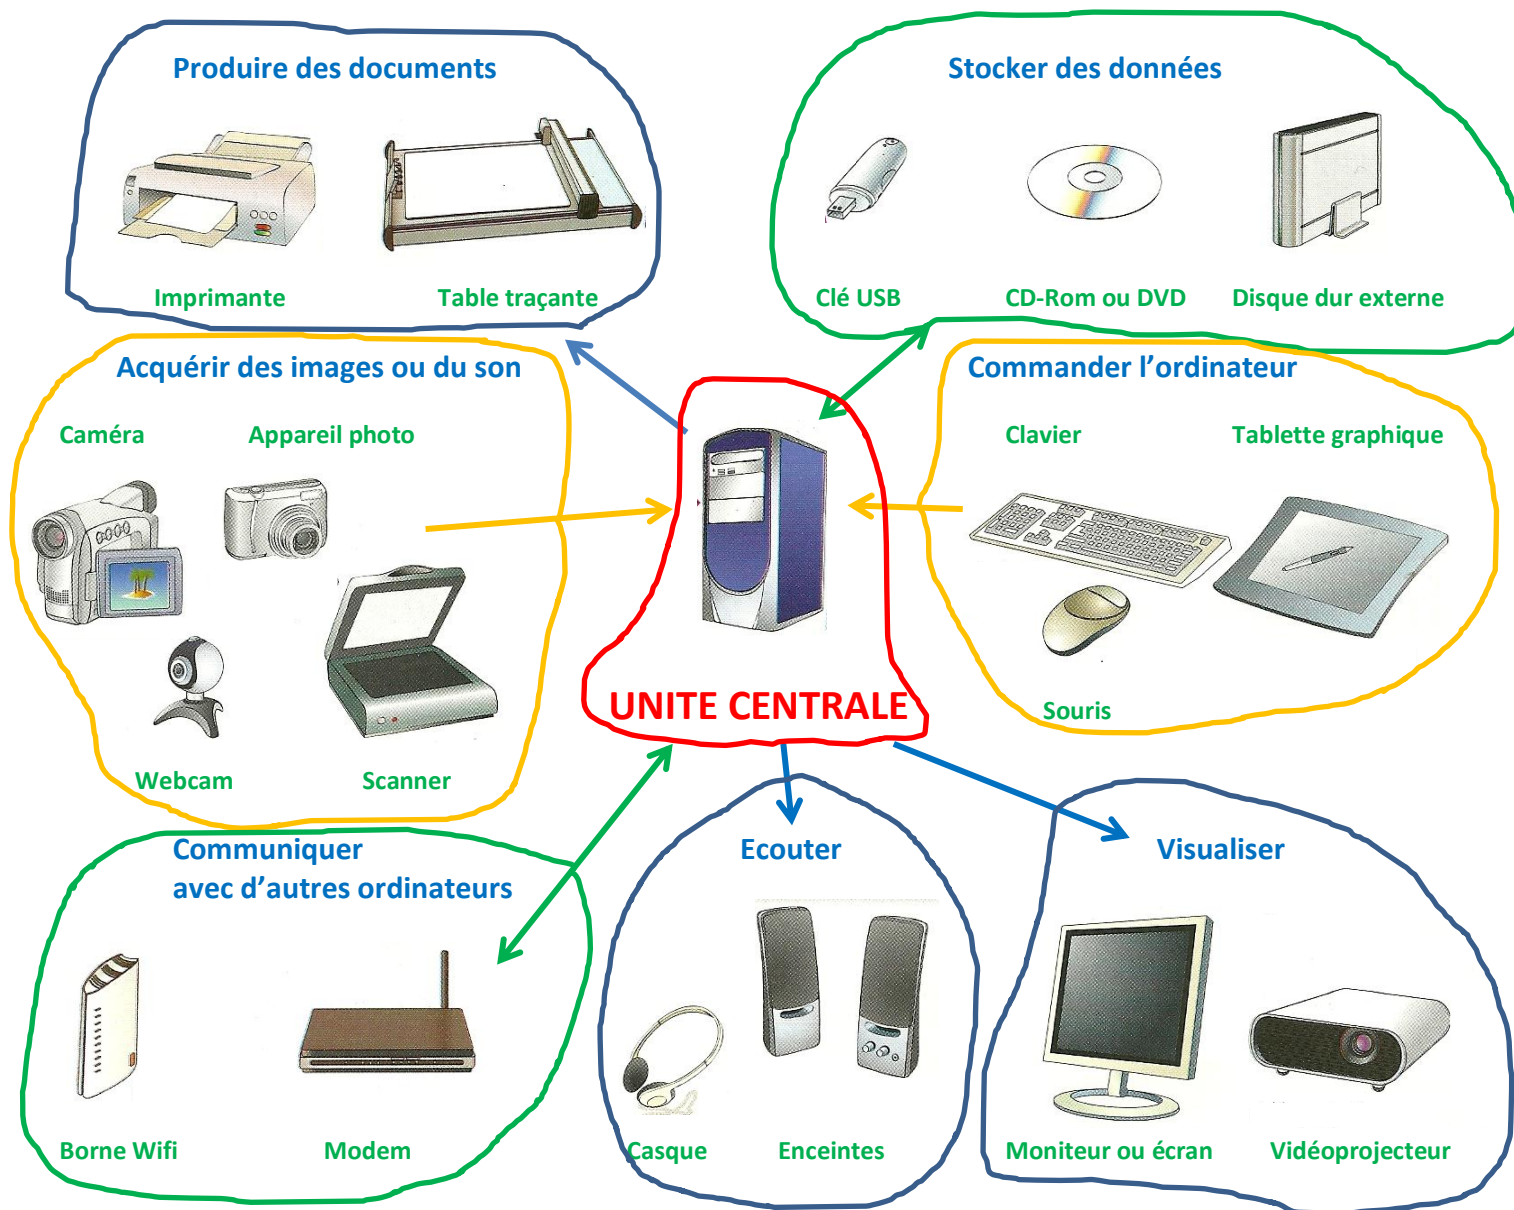 Produire des documents
Stocker des données
Imprimante
Table traçante
Clé USB
CD-Rom ou DVD
Disque dur externe
Acquérir des images ou du son
Commander l’ordinateur
Caméra
Appareil photo
Clavier
Tablette graphique
UNITE CENTRALE
Souris
Webcam
Scanner
Communiquer
avec d’autres ordinateurs
Ecouter
Visualiser
Borne Wifi
Modem
Casque
Enceintes
Moniteur ou écran
Vidéoprojecteur